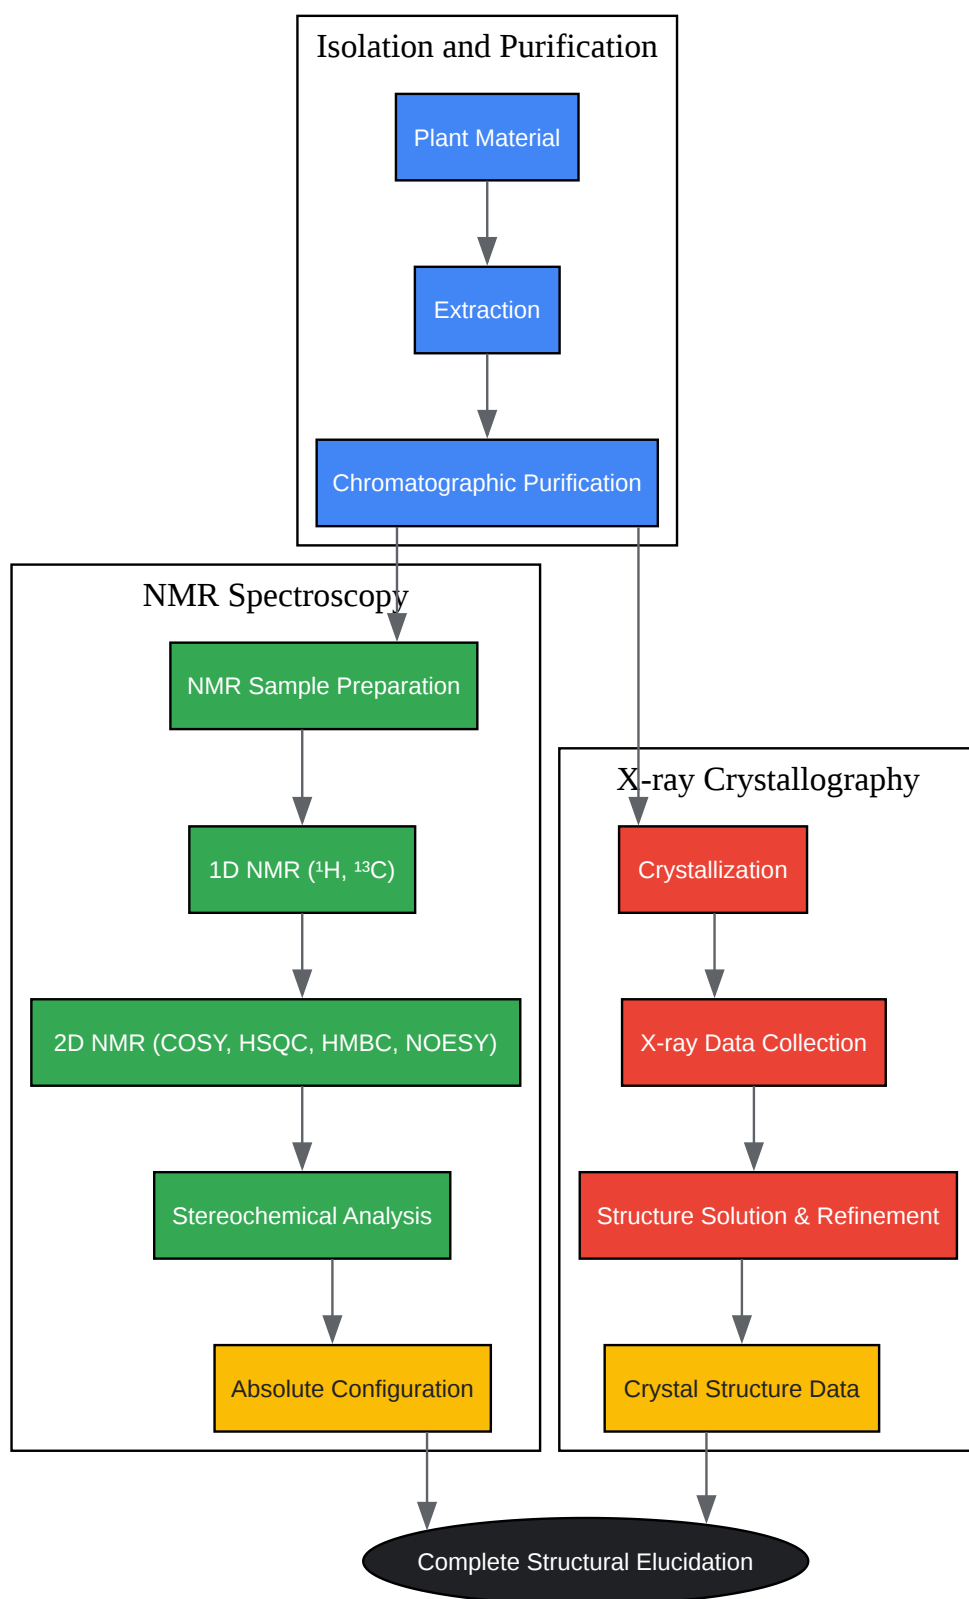 Isolation and Purification
Plant Material
Extraction
Chromatographic Purification
NMR Spectroscopy
NMR Sample Preparation
1D NMR (¹H, ¹³C)
2D NMR (COSY, HSQC, HMBC, NOESY)
Stereochemical Analysis
Absolute Configuration
X-ray Crystallography
Crystallization
X-ray Data Collection
Structure Solution & Refinement
Crystal Structure Data
Complete Structural Elucidation